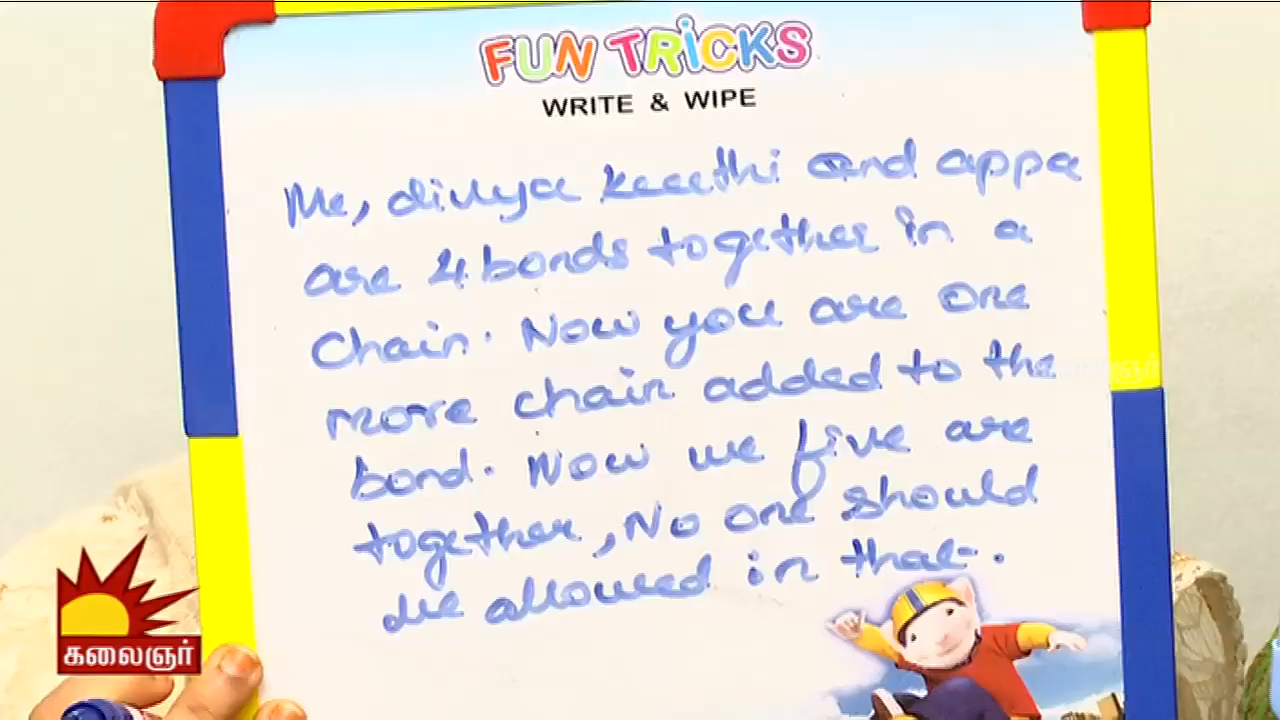 FUN TRICKS
WRITE & WIPE
Me, divya keethi and appa
are 4 bonds together in a
Chain. Now you are one
more chain added to the
bond. Now we five are
together, No one should
be allowed in that.
கலைஞர்